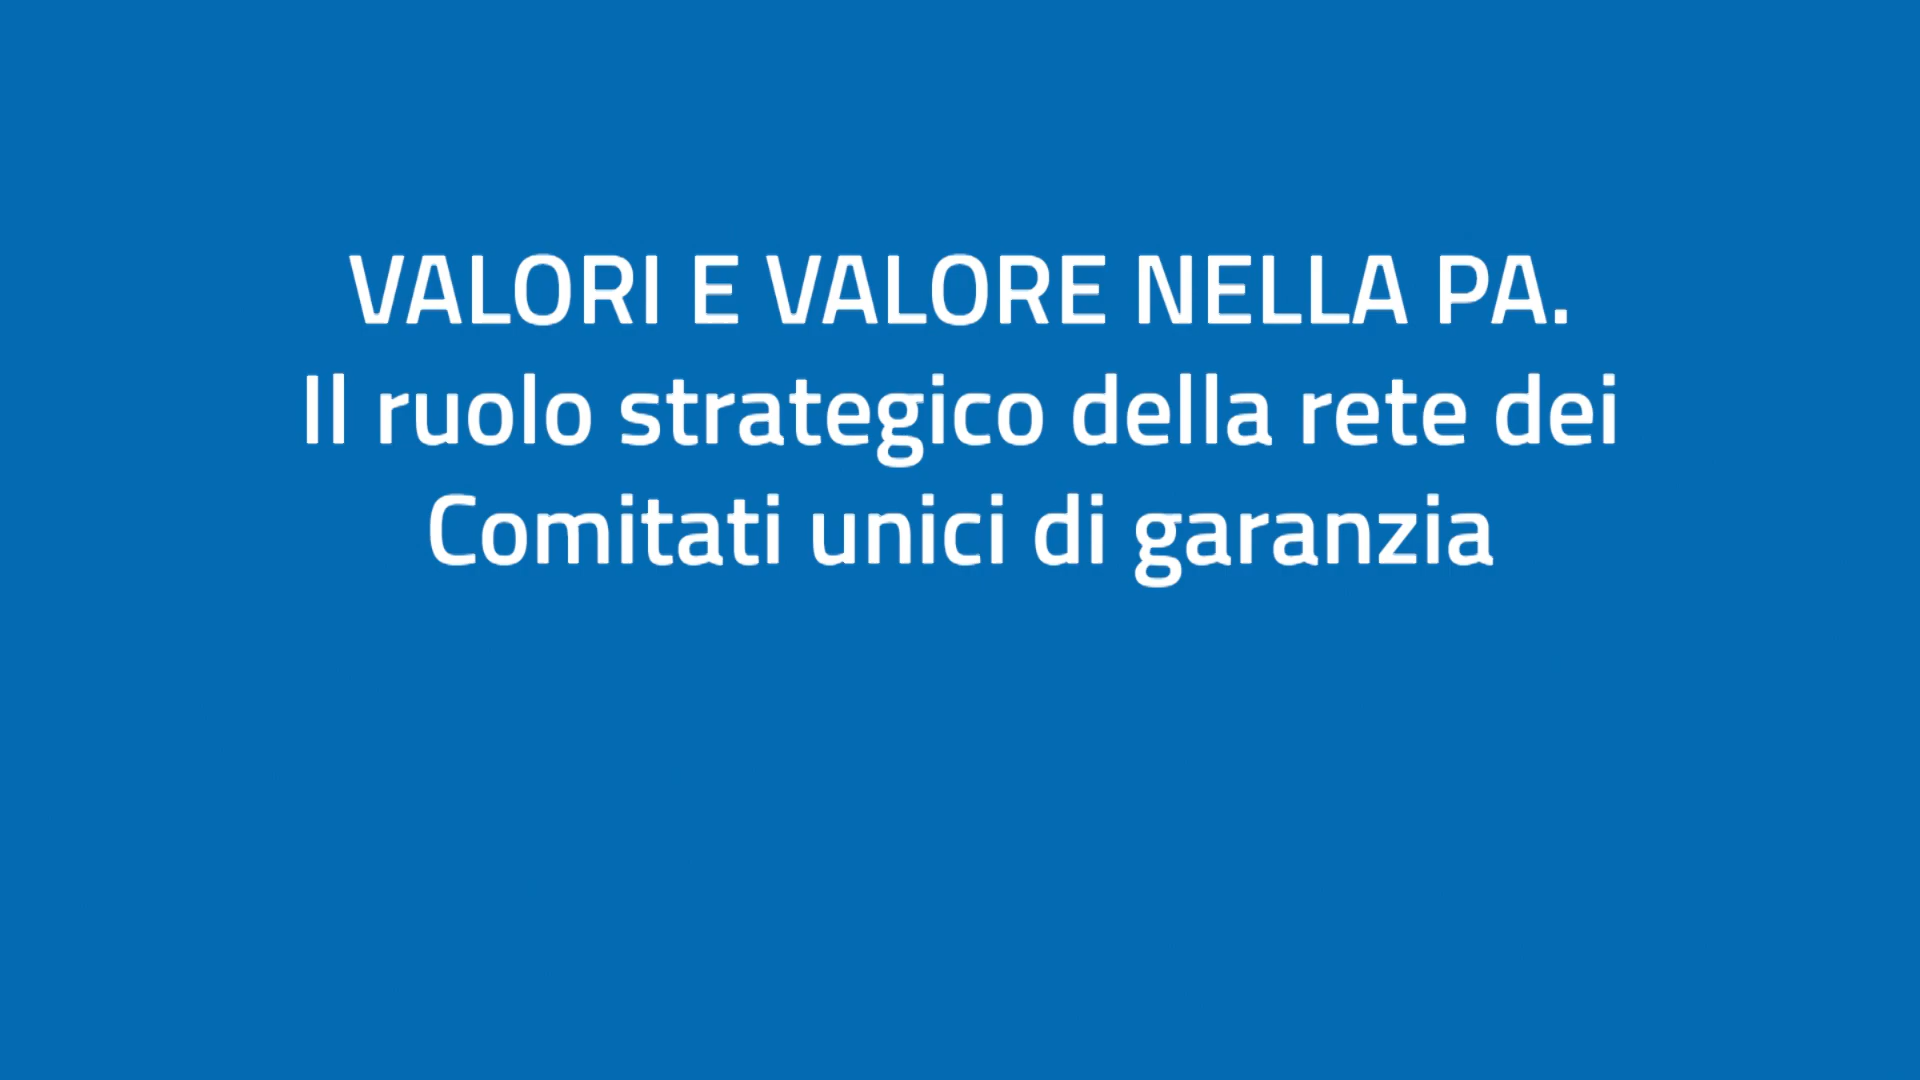 VALORI E VALORE NELLA PA.
Il ruolo strategico della rete dei
Comitati unici di garanzia